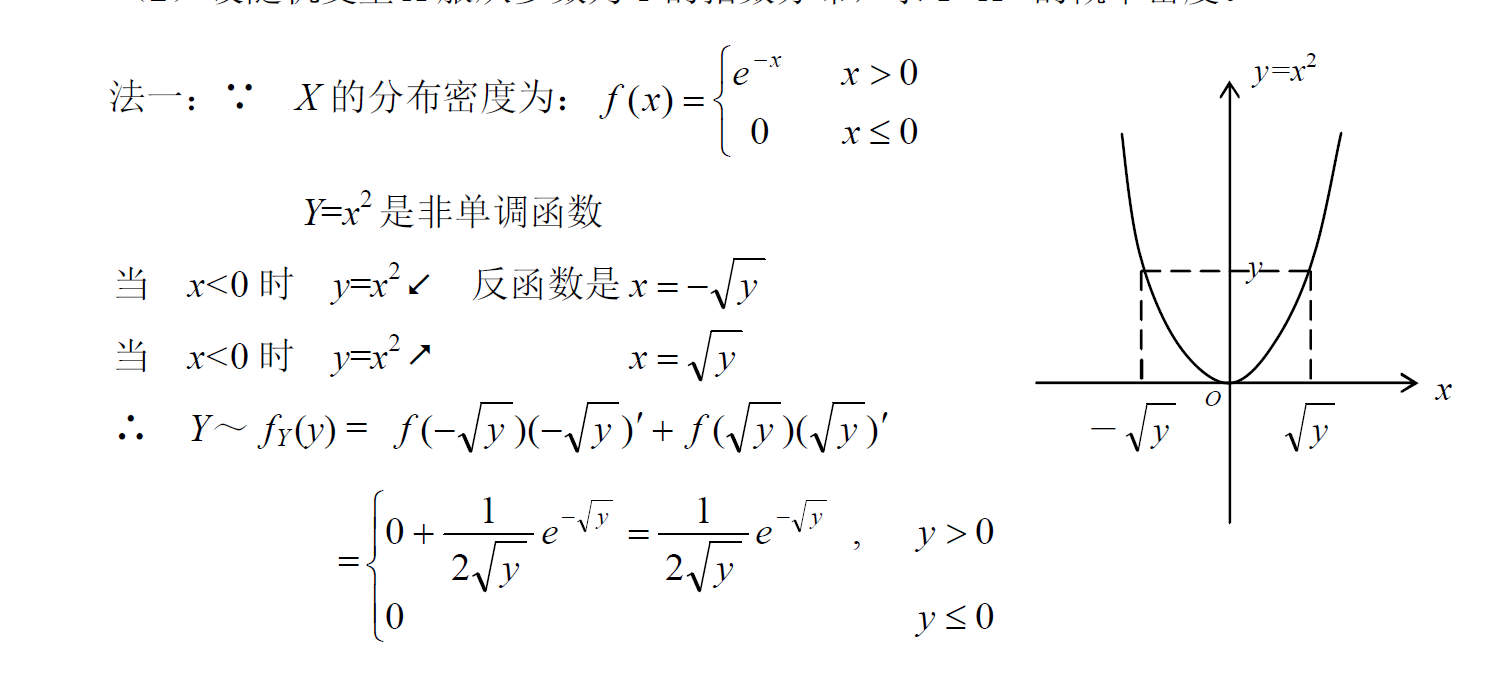 法一：∵ X 的分布密度为：f(x) = { e^{-x} x > 0
0 x ≤ 0
Y=x² 是非单调函数
当 x<0 时 y=x²↙ 反函数是 x = -√y
当 x<0 时 y=x²↗ x = √y
∴ Y～ f_Y(y) = f(-√y)(-√y)′ + f(√y)(√y)′
= { 0 + 1/(2√y) e^{-√y} = 1/(2√y) e^{-√y} , y > 0
0 y ≤ 0
y=x²
y
O
x
-√y
√y